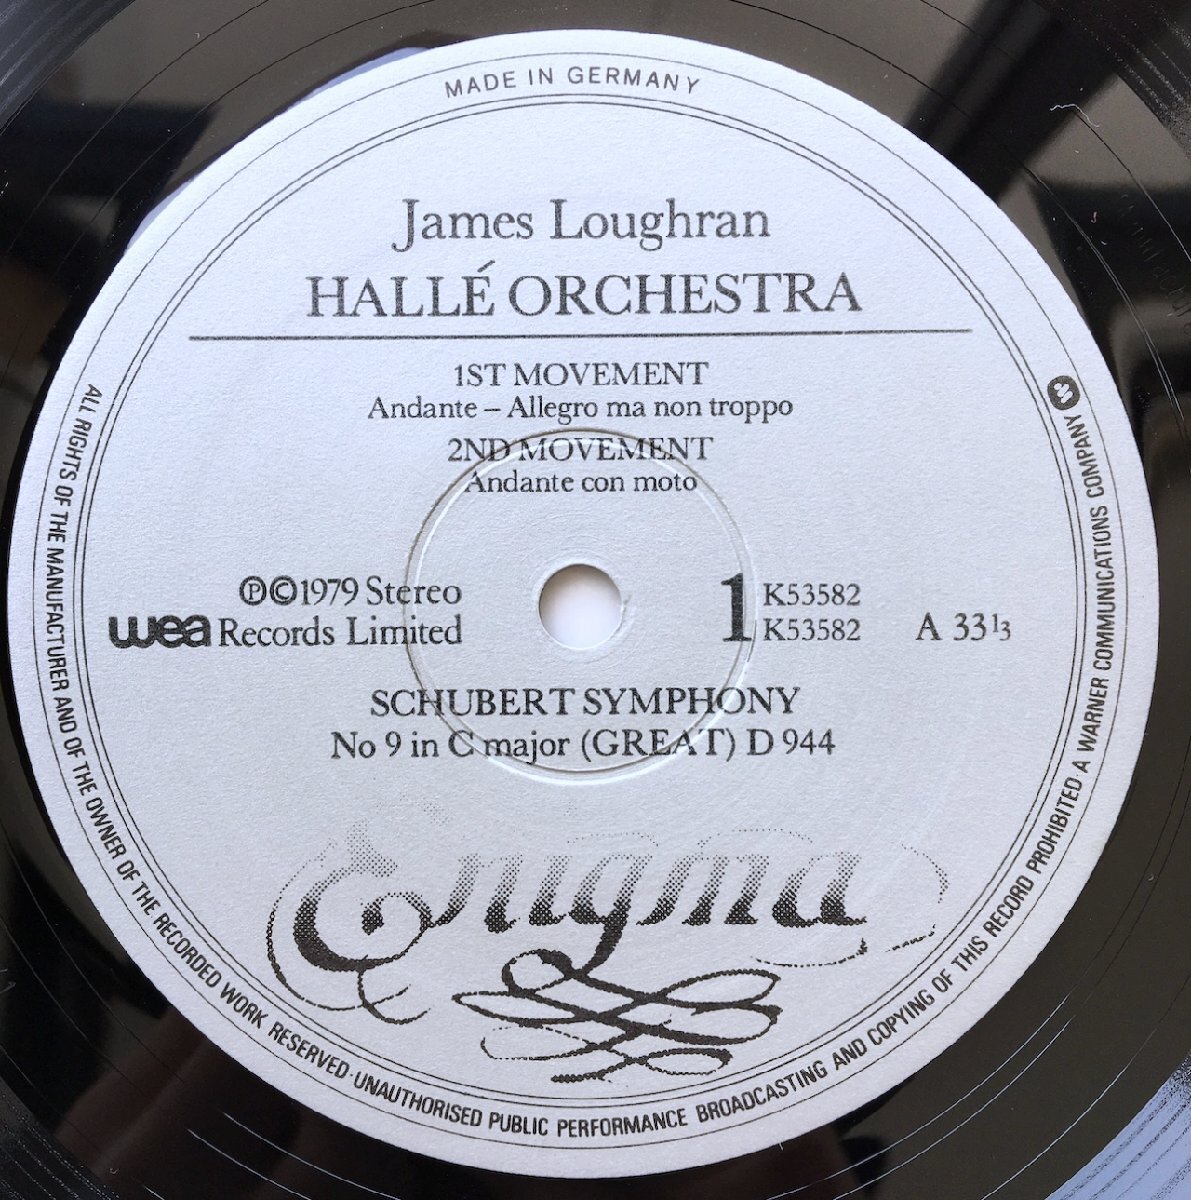 MADE IN GERMANY
James Loughran
HALLÉ ORCHESTRA
1ST MOVEMENT
Andante – Allegro ma non troppo
2ND MOVEMENT
Andante con moto
℗©1979 Stereo
wea Records Limited
1
K53582
K53582
A 33 1/3
SCHUBERT SYMPHONY
No 9 in C major (GREAT) D 944
Enigma
ALL RIGHTS OF THE MANUFACTURER AND OF THE OWNER OF THE RECORDED WORK RESERVED · UNAUTHORISED PUBLIC PERFORMANCE BROADCASTING AND COPYING OF THIS RECORD PROHIBITED A WARNER COMMUNICATIONS COMPANY